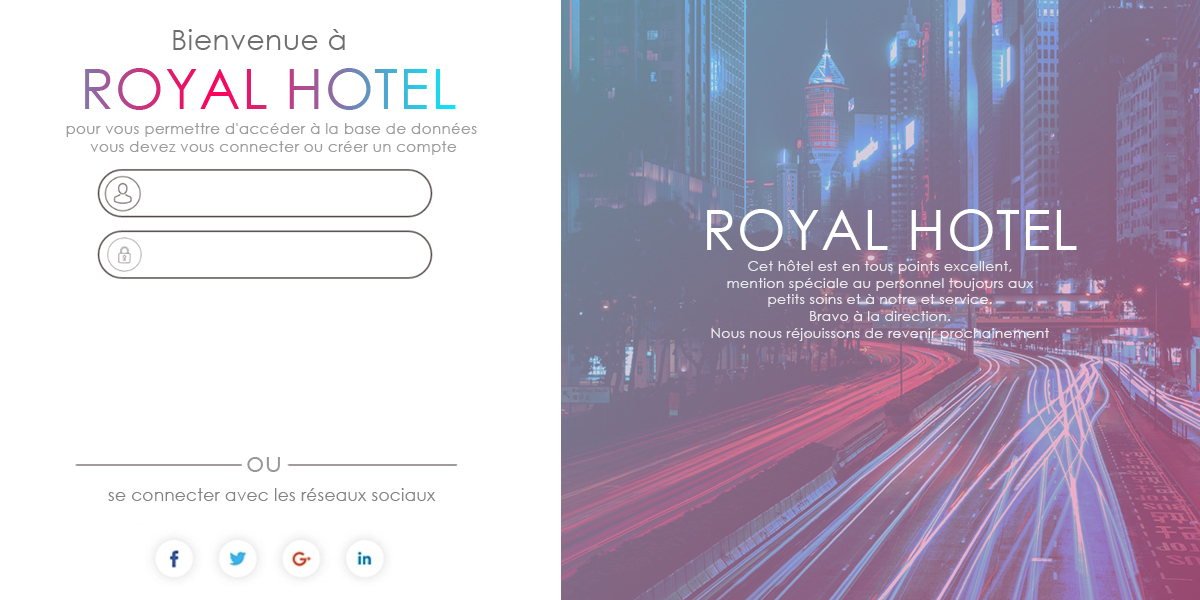 Bienvenue à
ROYAL HOTEL
pour vous permettre d'accéder à la base de données
vous devez vous connecter ou créer un compte
OU
se connecter avec les réseaux sociaux
f
G+
in
ROYAL HOTEL
Cet hôtel est en tous points excellent,
mention spéciale au personnel toujours aux
petits soins et à notre et service.
Bravo à la direction.
Nous nous réjouissons de revenir prochainement